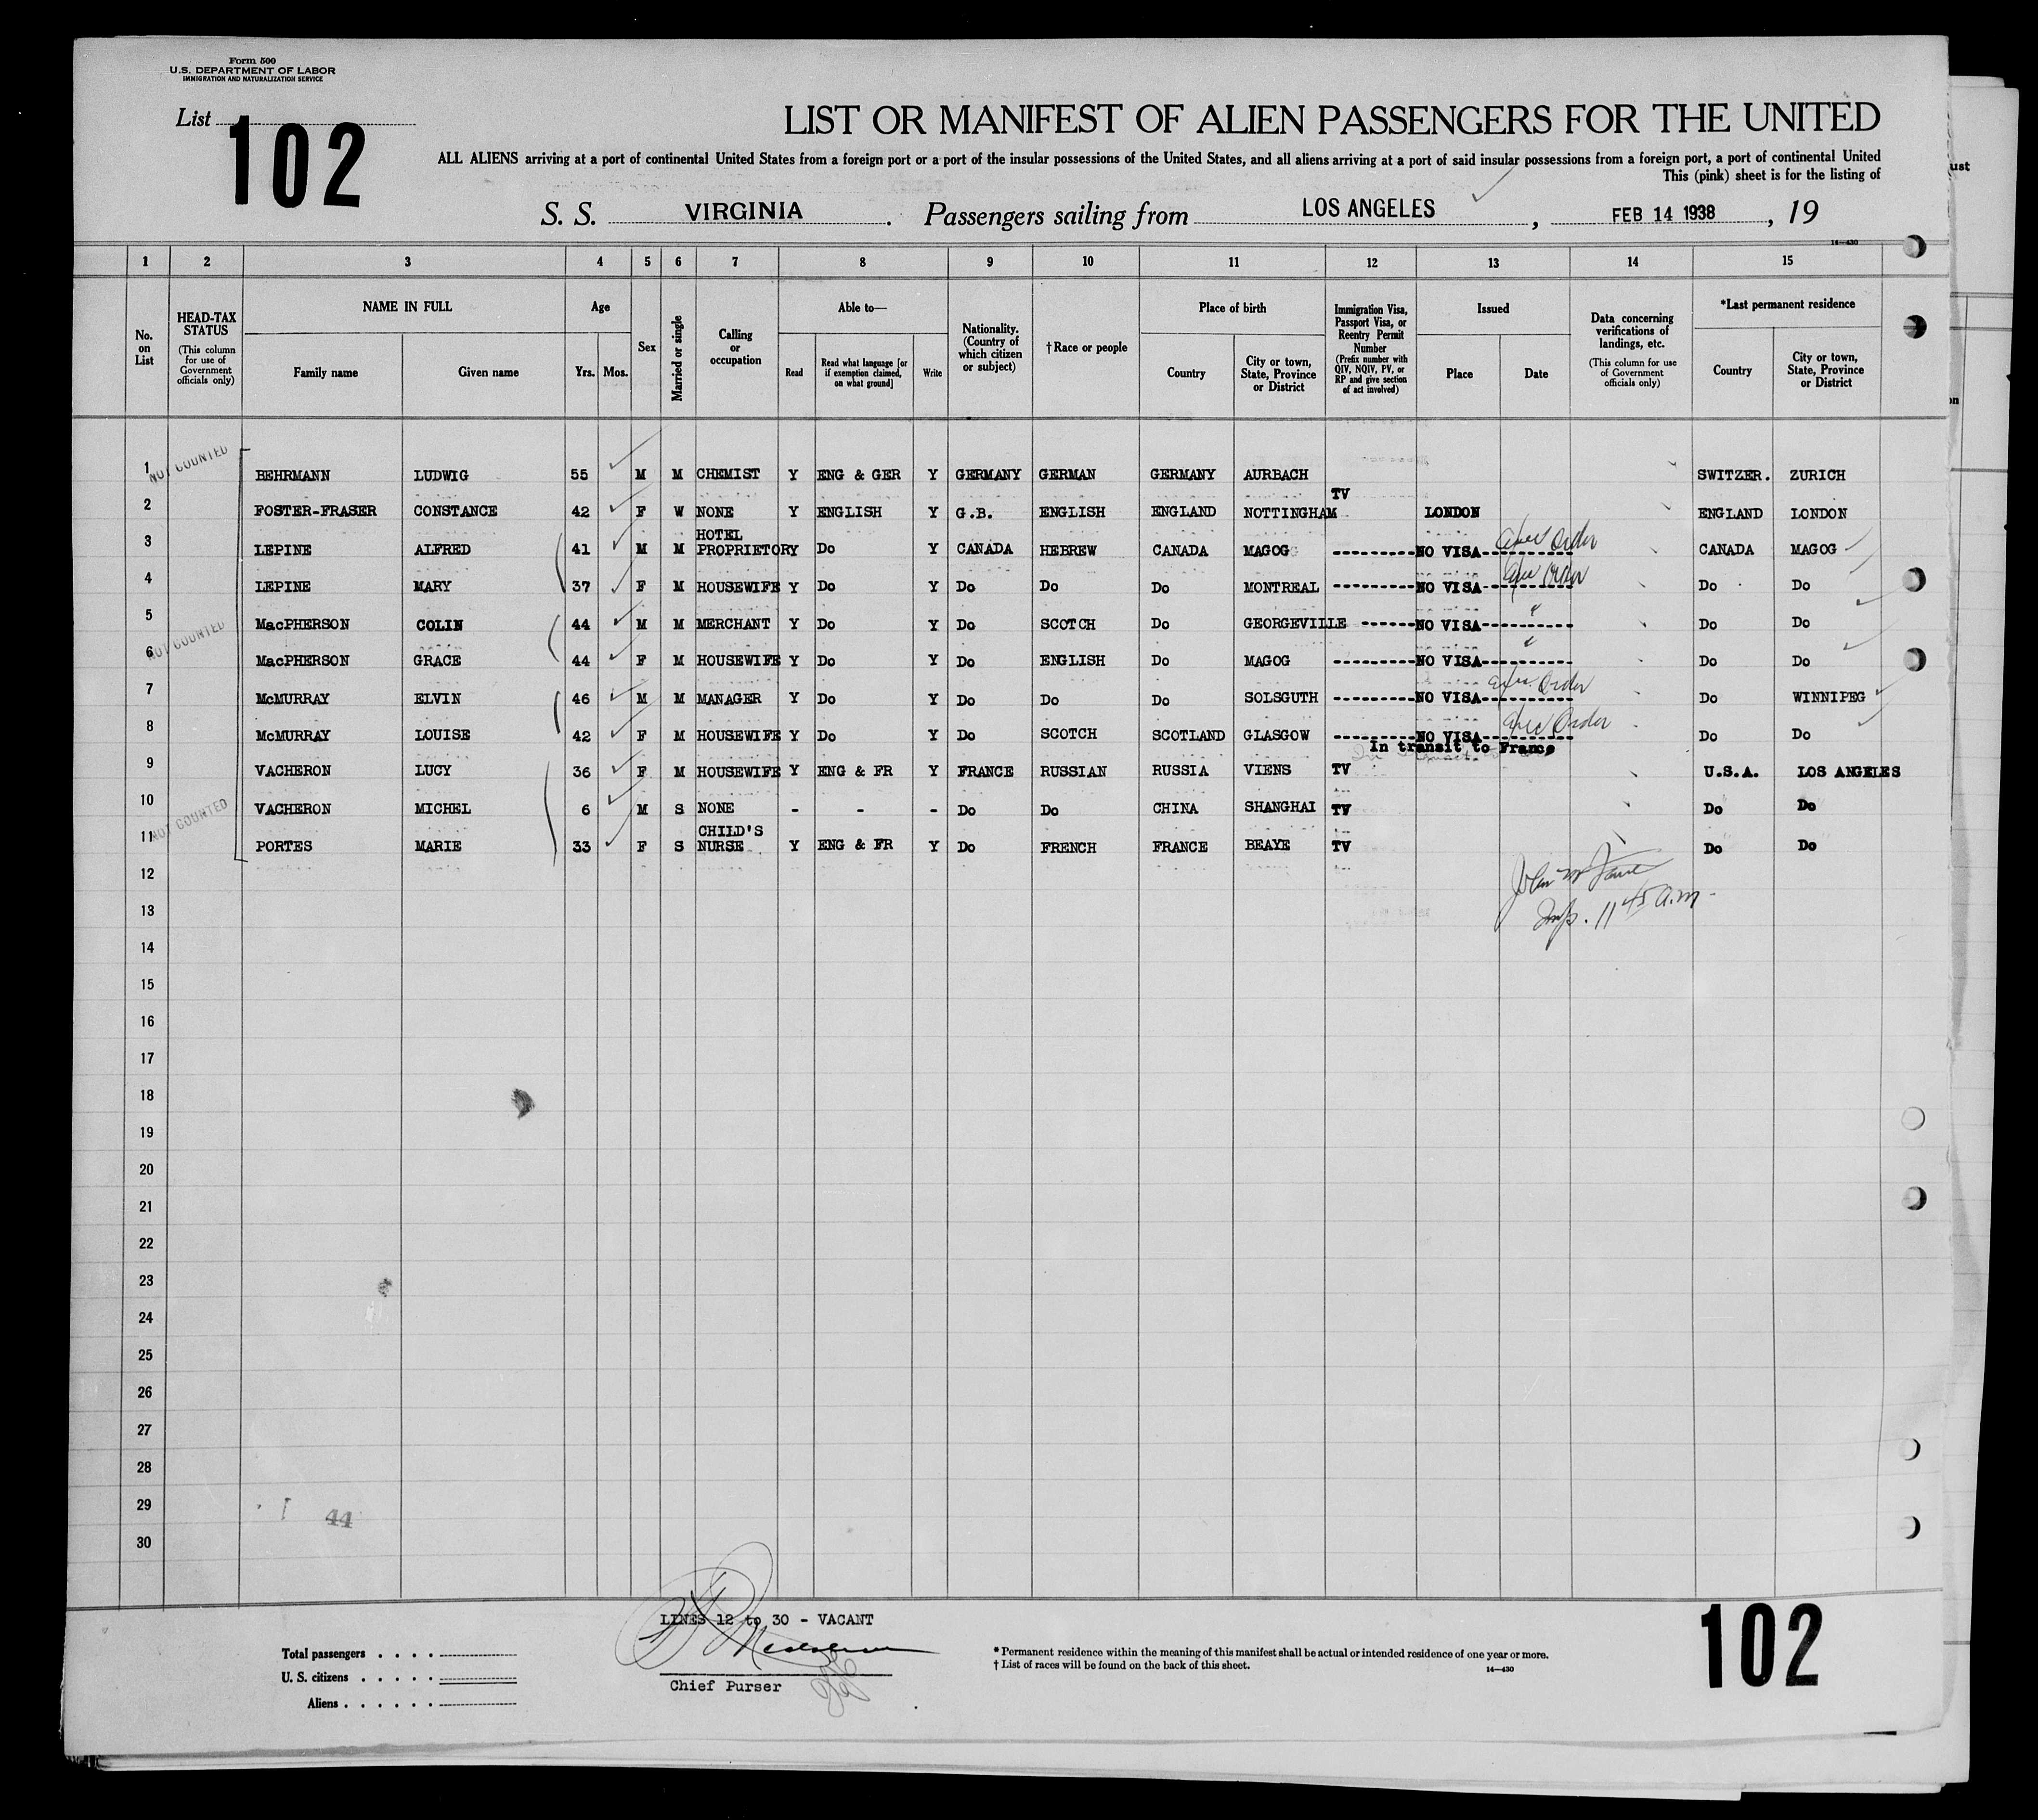 Form 500
U.S. DEPARTMENT OF LABOR
IMMIGRATION AND NATURALIZATION SERVICE
List 102
LIST OR MANIFEST OF ALIEN PASSENGERS FOR THE UNITED
ALL ALIENS arriving at a port of continental United States from a foreign port or a port of the insular possessions of the United States, and all aliens arriving at a port of said insular possessions from a foreign port, a port of continental United
This (pink) sheet is for the listing of
S. S. VIRGINIA. Passengers sailing from LOS ANGELES, FEB 14 1938, 19
14—430
1 2 3 4 5 6 7 8 9 10 11 12 13 14 15
No. on List
HEAD-TAX STATUS (This column for use of Government officials only)
NAME IN FULL
Family name Given name
Age
Yrs. Mos.
Sex
Married or single
Calling or occupation
Able to—
Read Read what language [or if exemption claimed, on what ground] Write
Nationality. (Country of which citizen or subject)
† Race or people
Place of birth
Country City or town, State, Province or District
Immigration Visa, Passport Visa, or Reentry Permit Number (Prefix number with QIV, NQIV, PV, or RP and give section of act involved)
Issued
Place Date
Data concerning verifications of landings, etc. (This column for use of Government officials only)
*Last permanent residence
Country City or town, State, Province or District
1 NOT COUNTED BEHRMANN LUDWIG 55 M M CHEMIST Y ENG & GER Y GERMANY GERMAN GERMANY AURBACH SWITZER. ZURICH
2 FOSTER-FRASER CONSTANCE 42 F W NONE Y ENGLISH Y G.B. ENGLISH ENGLAND NOTTINGHAM TV LONDON ENGLAND LONDON
3 LEPINE ALFRED 41 M M HOTEL PROPRIETORY Do Y CANADA HEBREW CANADA MAGOG ---------NO VISA---------- Order CANADA MAGOG
4 LEPINE MARY 37 F M HOUSEWIFE Y Do Y Do Do Do MONTREAL ---------NO VISA---------- Order Do Do
5 MacPHERSON COLIN 44 M M MERCHANT Y Do Y Do SCOTCH Do GEORGEVILLE ------NO VISA---------- Do Do
6 NOT COUNTED MacPHERSON GRACE 44 F M HOUSEWIFE Y Do Y Do ENGLISH Do MAGOG ---------NO VISA---------- Do Do
7 McMURRAY ELVIN 46 M M MANAGER Y Do Y Do Do Do SOLSGUTH ---------NO VISA---------- Order Do WINNIPEG
8 McMURRAY LOUISE 42 F M HOUSEWIFE Y Do Y Do SCOTCH SCOTLAND GLASGOW ---------NO VISA---------- Order Do Do
In transit to France
9 VACHERON LUCY 36 F M HOUSEWIFE Y ENG & FR Y FRANCE RUSSIAN RUSSIA VIENS TV U.S.A. LOS ANGELES
10 VACHERON MICHEL 6 M S NONE - - - Do Do CHINA SHANGHAI TV Do Do
11 NOT COUNTED PORTES MARIE 33 F S CHILD'S NURSE Y ENG & FR Y Do FRENCH FRANCE BEAYE TV Do Do
12
Insp. 11 45 a.m
13
14
15
16
17
18
19
20
21
22
23
24
25
26
27
28
29 44
30
LINES 12 to 30 - VACANT
Total passengers
U. S. citizens
Aliens
Chief Purser
* Permanent residence within the meaning of this manifest shall be actual or intended residence of one year or more.
† List of races will be found on the back of this sheet.
14—430
102